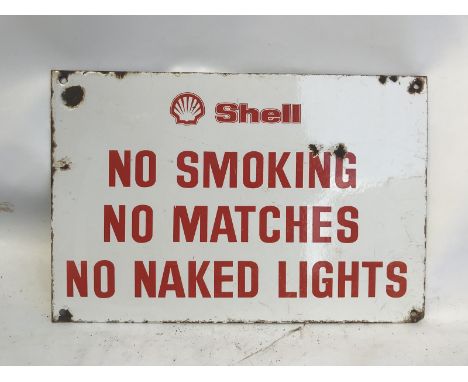 Shell
NO SMOKING
NO MATCHES
NO NAKED LIGHTS